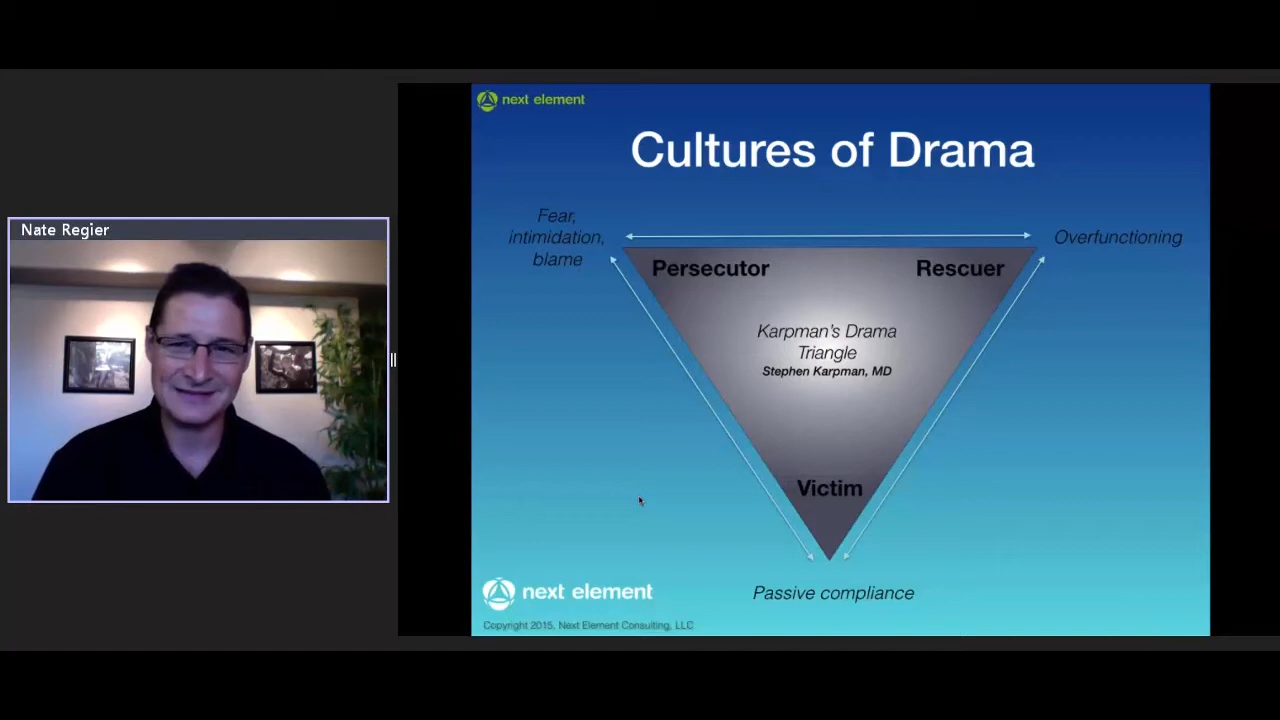 Nate Regier
next element
Cultures of Drama
Fear,
intimidation,
blame
Overfunctioning
Persecutor
Rescuer
Karpman's Drama
Triangle
Stephen Karpman, MD
Victim
Passive compliance
next element
Copyright 2015, Next Element Consulting, LLC